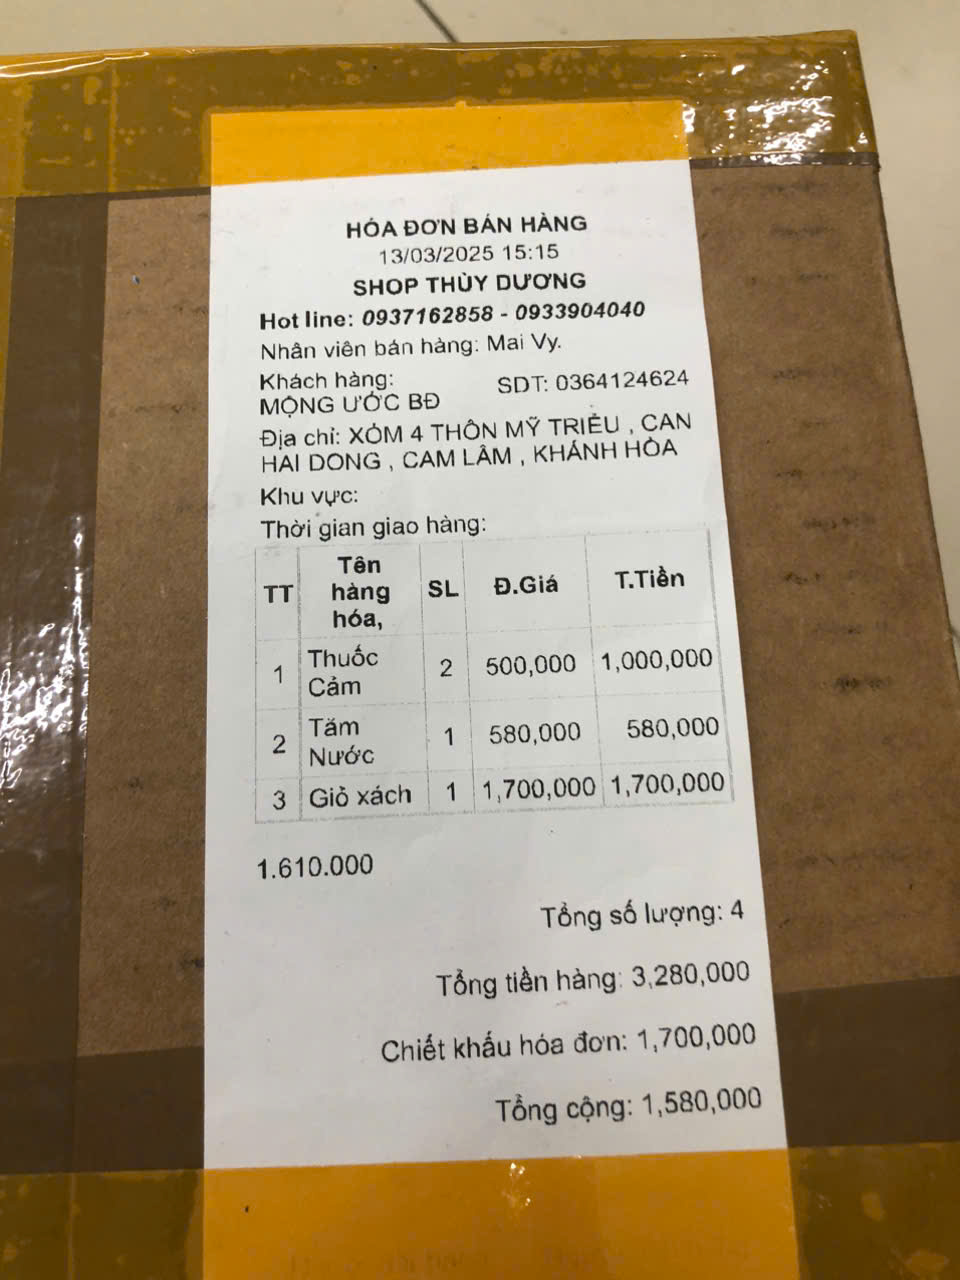 HÓA ĐƠN BÁN HÀNG
13/03/2025 15:15
SHOP THÙY DƯƠNG
Hot line: 0937162858 - 0933904040
Nhân viên bán hàng: Mai Vy.
Khách hàng: SDT: 0364124624
MỘNG ƯỚC BĐ
Địa chỉ: XÓM 4 THÔN MỸ TRIỀU , CAN
HAI DONG , CAM LÂM , KHÁNH HÒA
Khu vực:
Thời gian giao hàng:
TT Tên hàng hóa, SL Đ.Giá T.Tiền
1 Thuốc Cảm 2 500,000 1,000,000
2 Tăm Nước 1 580,000 580,000
3 Giỏ xách 1 1,700,000 1,700,000
1.610.000
Tổng số lượng: 4
Tổng tiền hàng: 3,280,000
Chiết khấu hóa đơn: 1,700,000
Tổng cộng: 1,580,000